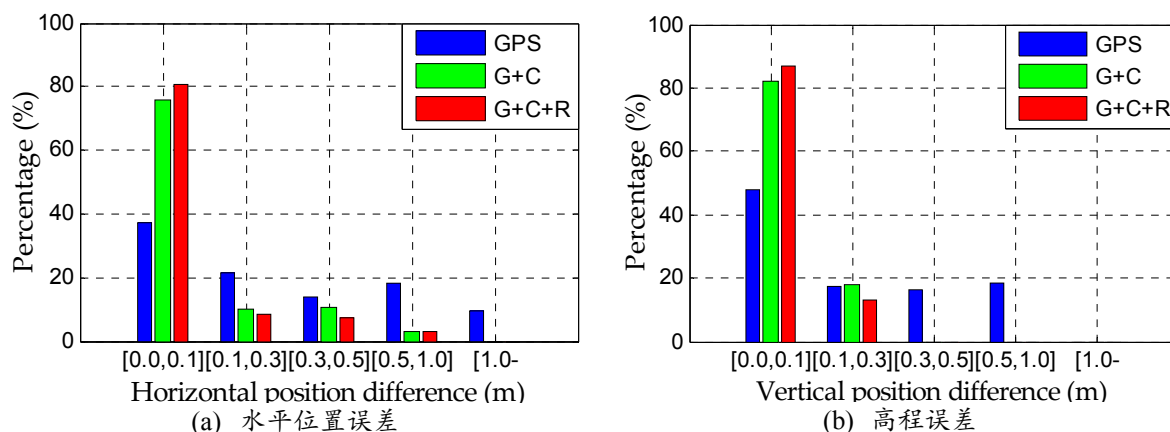 100
80
60
40
20
0
Percentage (%)
GPS
G+C
G+C+R
[0.0,0.1]
[0.1,0.3]
[0.3,0.5]
[0.5,1.0]
[1.0-
Horizontal position difference (m)
(a) 水平位置误差
100
80
60
40
20
0
Percentage (%)
GPS
G+C
G+C+R
[0.0,0.1]
[0.1,0.3]
[0.3,0.5]
[0.5,1.0]
[1.0-
Vertical position difference (m)
(b) 高程误差